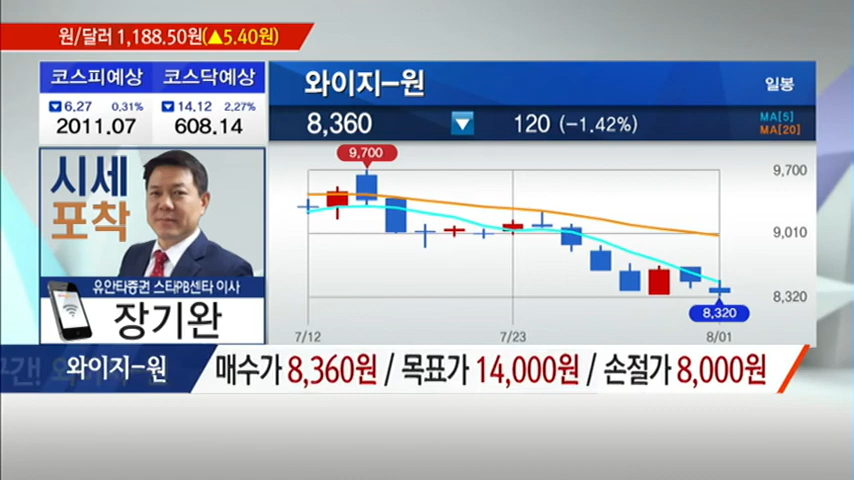 원/달러 1,188.50원(▲5.40원)
코스피예상 코스닥예상
▼6.27 0.31% ▼14.12 2.27%
2011.07 608.14
와이지-원 일봉
8,360 ▼ 120 (-1.42%)
MA[5]
MA[20]
시세
포착
유안타증권 스타PB센타 이사
장기완
9,700
9,700
9,010
8,320
8,320
7/12 7/23 8/01
와이지-원
매수가 8,360원 / 목표가 14,000원 / 손절가 8,000원